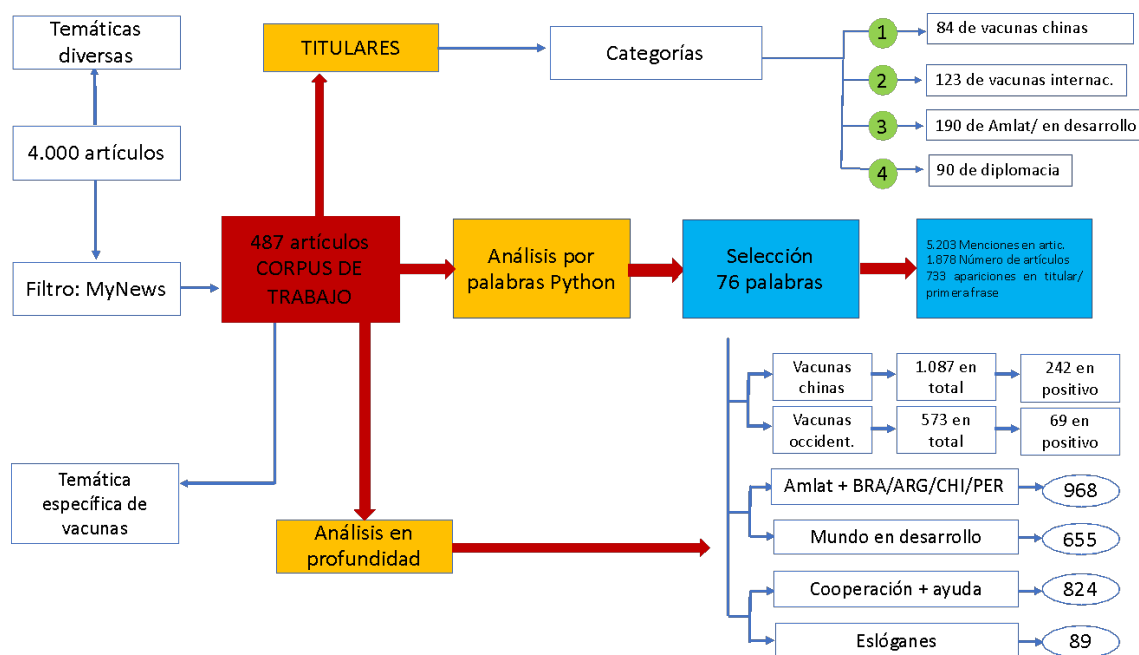 Temáticas
diversas
4.000 artículos
Filtro: MyNews
TITULARES
Categorías
1
84 de vacunas chinas
2
123 de vacunas internac.
3
190 de Amlat/ en desarrollo
4
90 de diplomacia
487 artículos
CORPUS DE
TRABAJO
Análisis por
palabras Python
Selección
76 palabras
5.203 Menciones en artic.
1.878 Número de artículos
733 apariciones en titular/
primera frase
Temática
específica de
vacunas
Análisis en
profundidad
Vacunas
chinas
1.087 en
total
242 en
positivo
Vacunas
occident.
573 en
total
69 en
positivo
Amlat + BRA/ARG/CHI/PER
968
Mundo en desarrollo
655
Cooperación + ayuda
824
Eslóganes
89